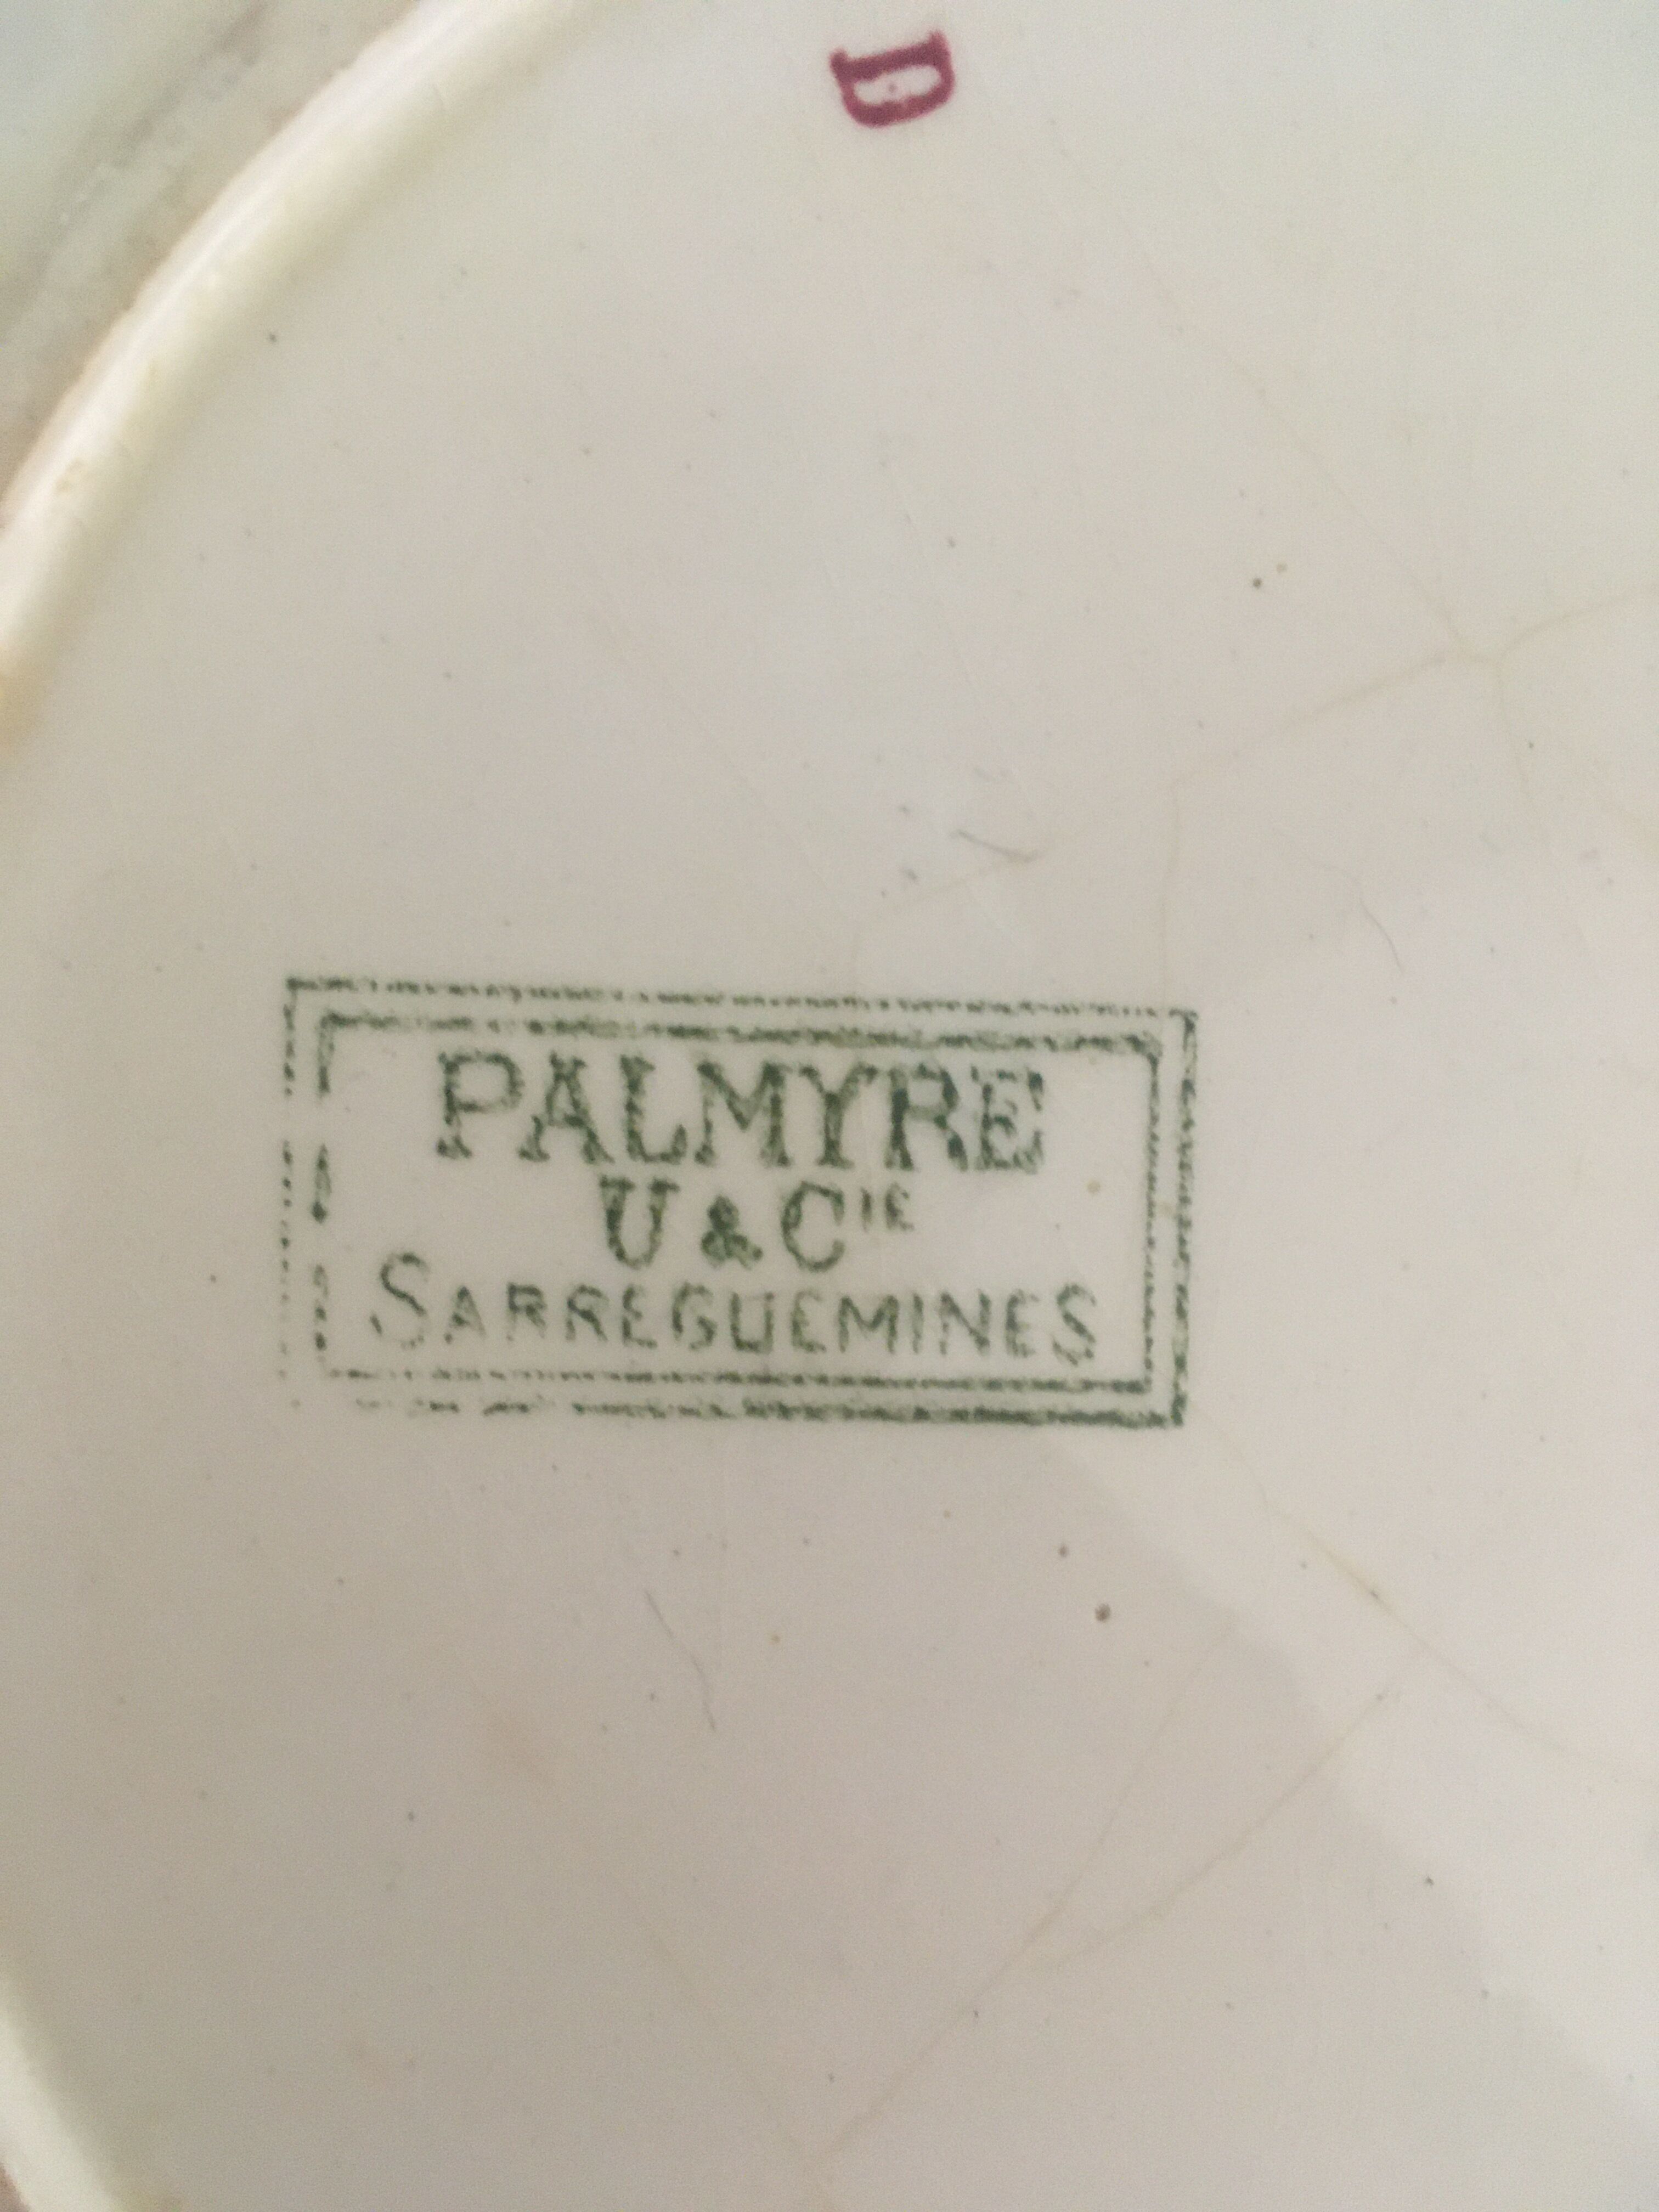 D
PALMYRE
U & CIE
SARREGUEMINES